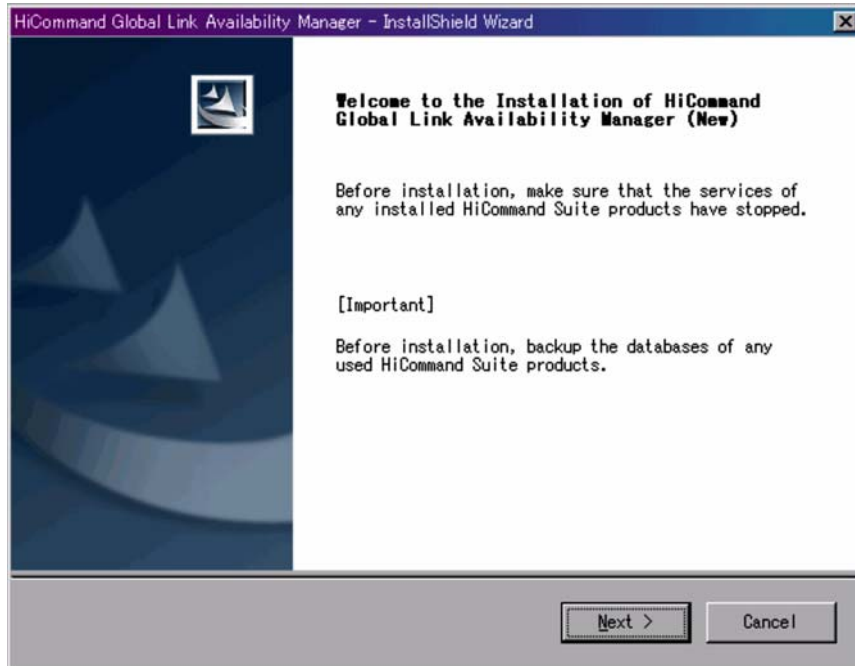 HiCommand Global Link Availability Manager - InstallShield Wizard
Welcome to the Installation of HiCommand
Global Link Availability Manager (New)
Before installation, make sure that the services of
any installed HiCommand Suite products have stopped.
[Important]
Before installation, backup the databases of any
used HiCommand Suite products.
Next >
Cancel